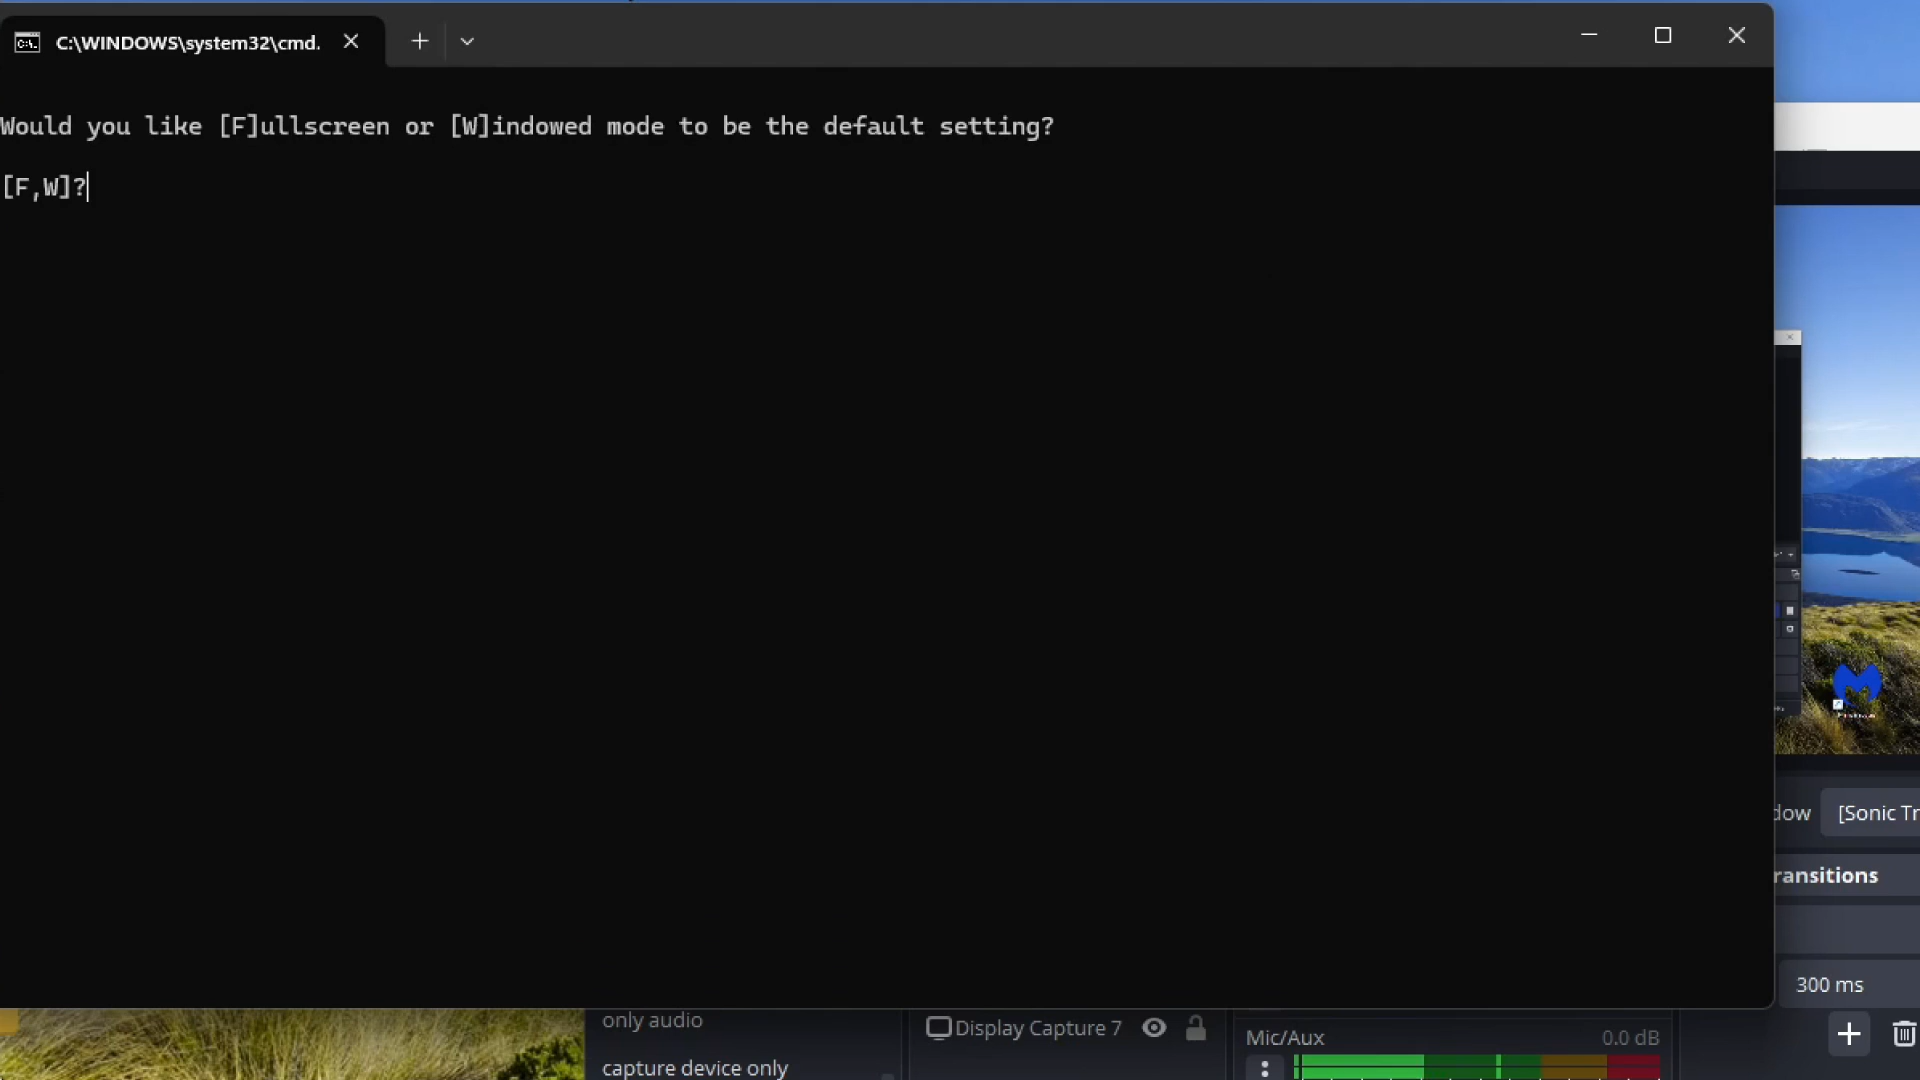 C:\WINDOWS\system32\cmd.
Would you like [F]ullscreen or [W]indowed mode to be the default setting?
[F,W]?
dow
[Sonic Tr
ransitions
300 ms
only audio
Display Capture 7
Mic/Aux
0.0 dB
capture device only